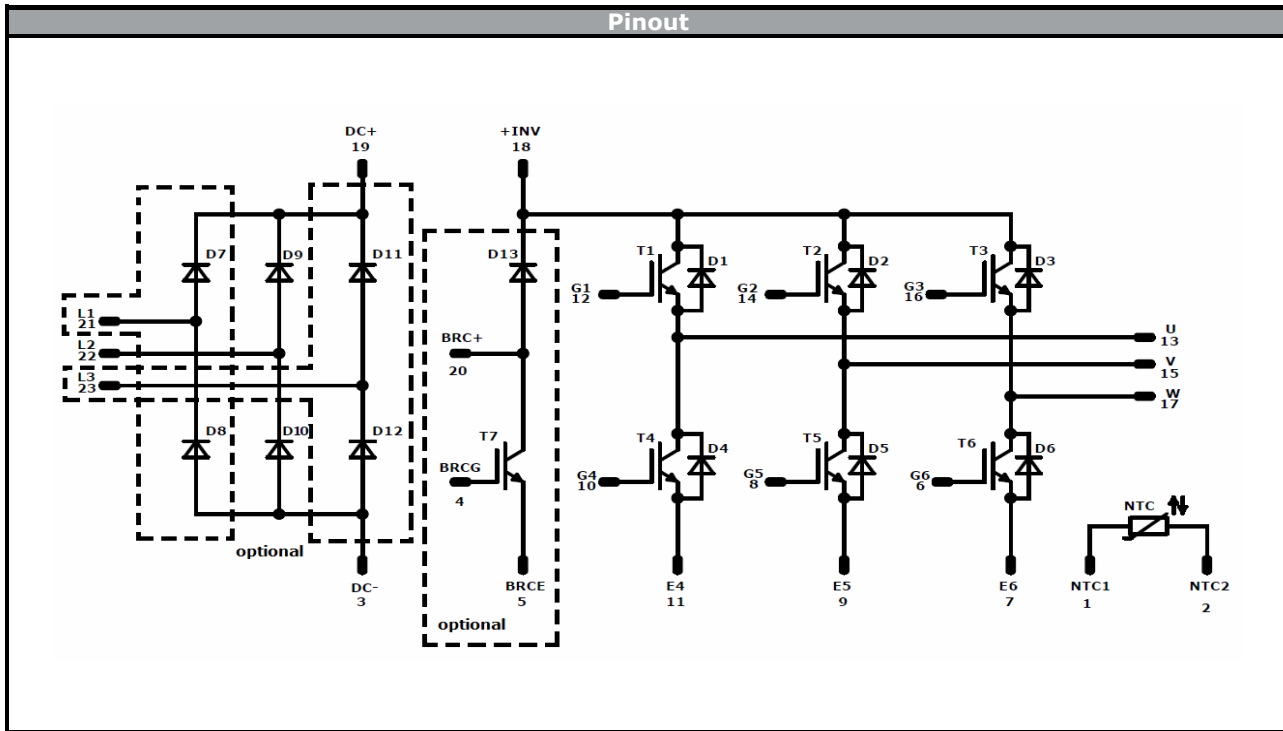 Pinout
DC+
19
+INV
18
D7
D9
D11
D13
T1
D1
T2
D2
T3
D3
G1
12
G2
14
G3
16
L1
21
L2
22
L3
23
BRC+
20
U
13
V
15
W
17
D8
D10
D12
T7
T4
D4
T5
D5
T6
D6
BRCG
4
G4
10
G5
8
G6
6
NTC
optional
DC-
3
BRCE
5
E4
11
E5
9
E6
7
NTC1
1
NTC2
2
optional